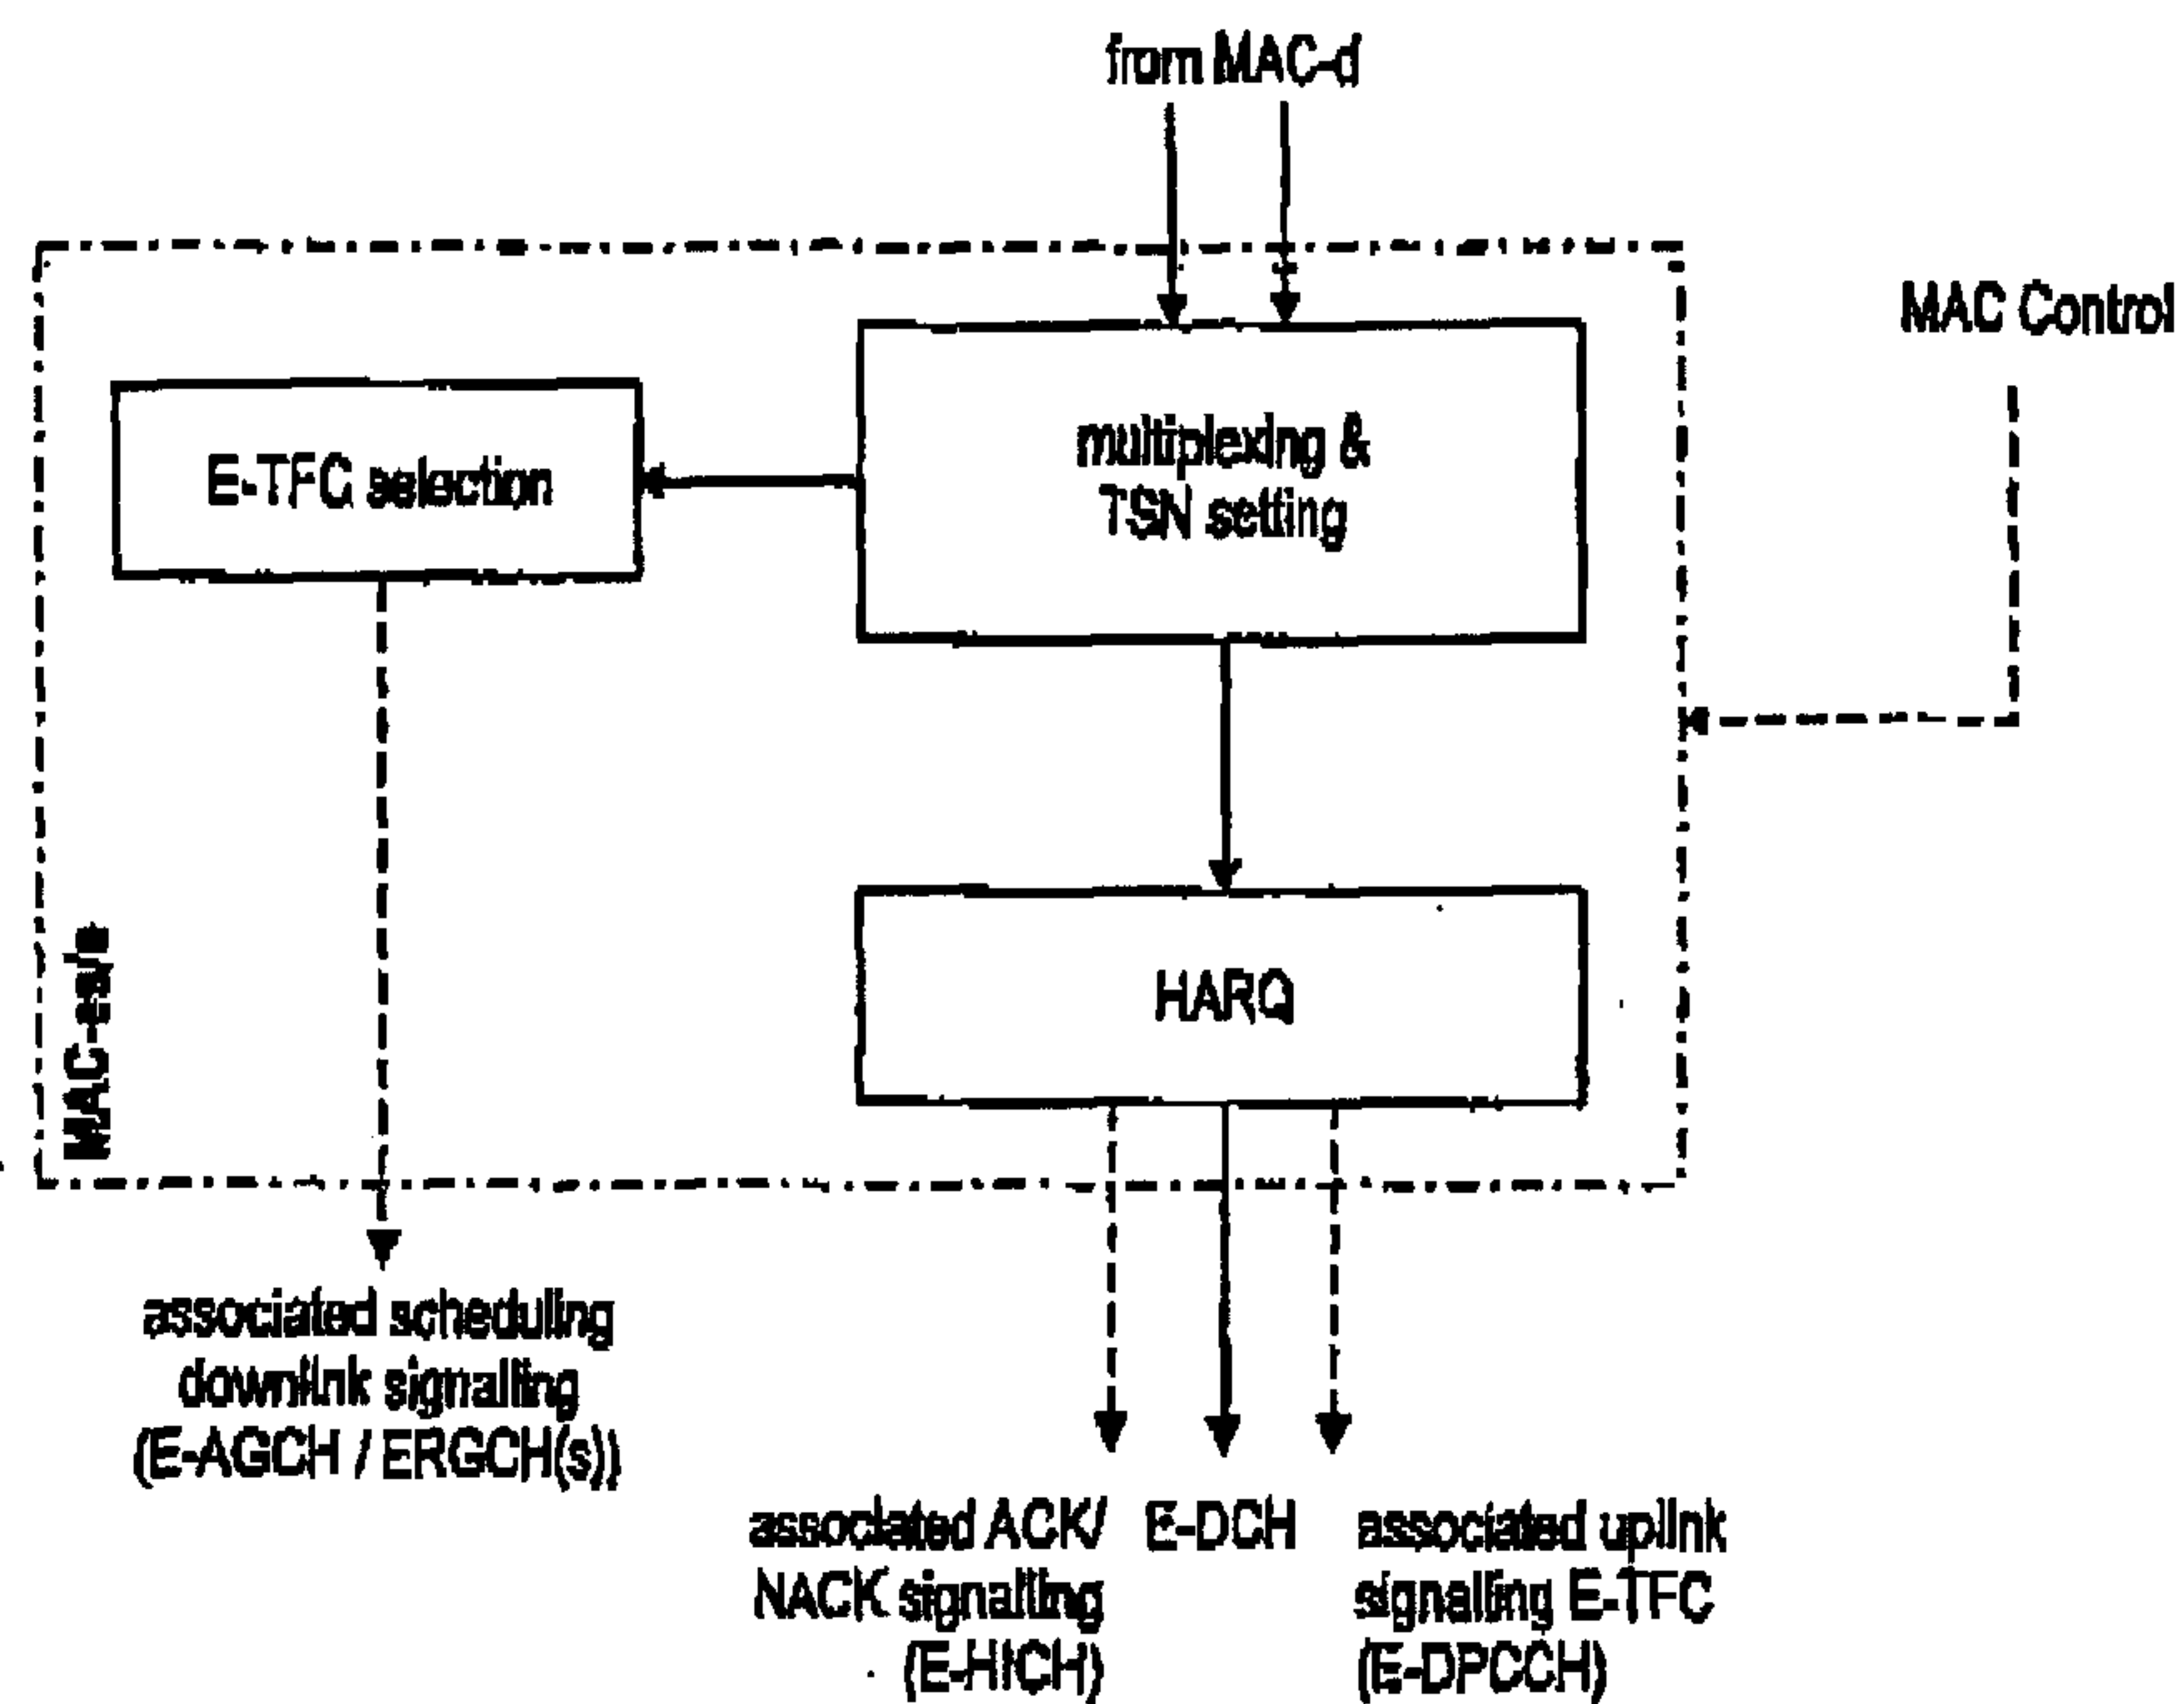 from MAC-d
MAC Control
E-TFC selection
multiplexing &
TSN setting
HARQ
MAC-es/e
associated scheduling
downlink signalling
(E-AGCH / ERGCH(s))
associated ACK/
NACK signalling
(E-HICH)
E-DCH
associated uplink
signalling E-TFC
(E-DPCCH)